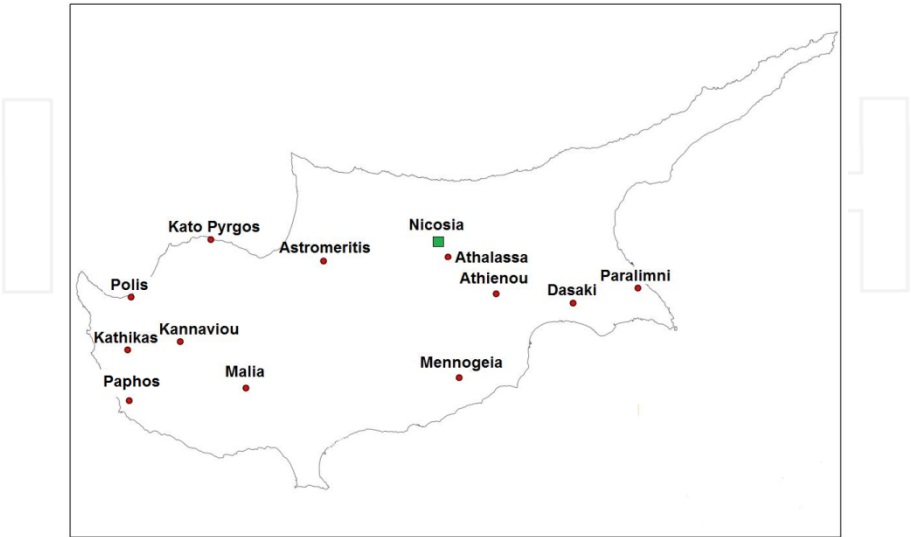 Nicosia
Kato Pyrgos
Astromeritis
Athalassa
Athienou
Paralimni
Polis
Dasaki
Kannaviou
Kathikas
Mennogeia
Malia
Paphos